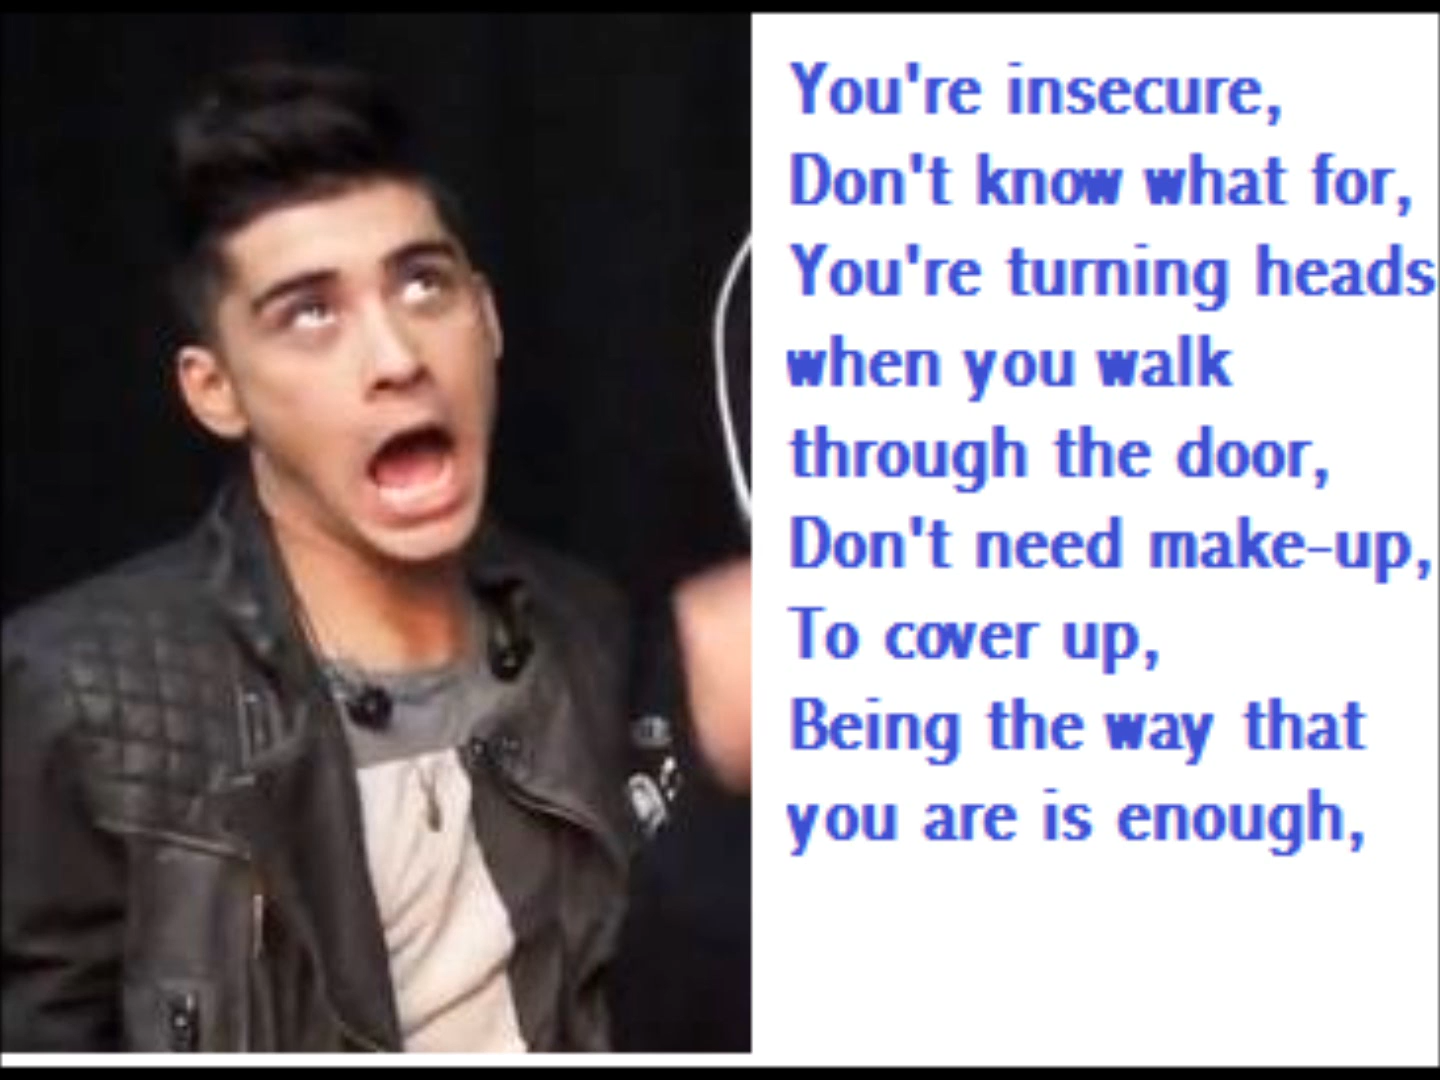 You're insecure,
Don't know what for,
You're turning heads
when you walk
through the door,
Don't need make-up,
To cover up,
Being the way that
you are is enough,